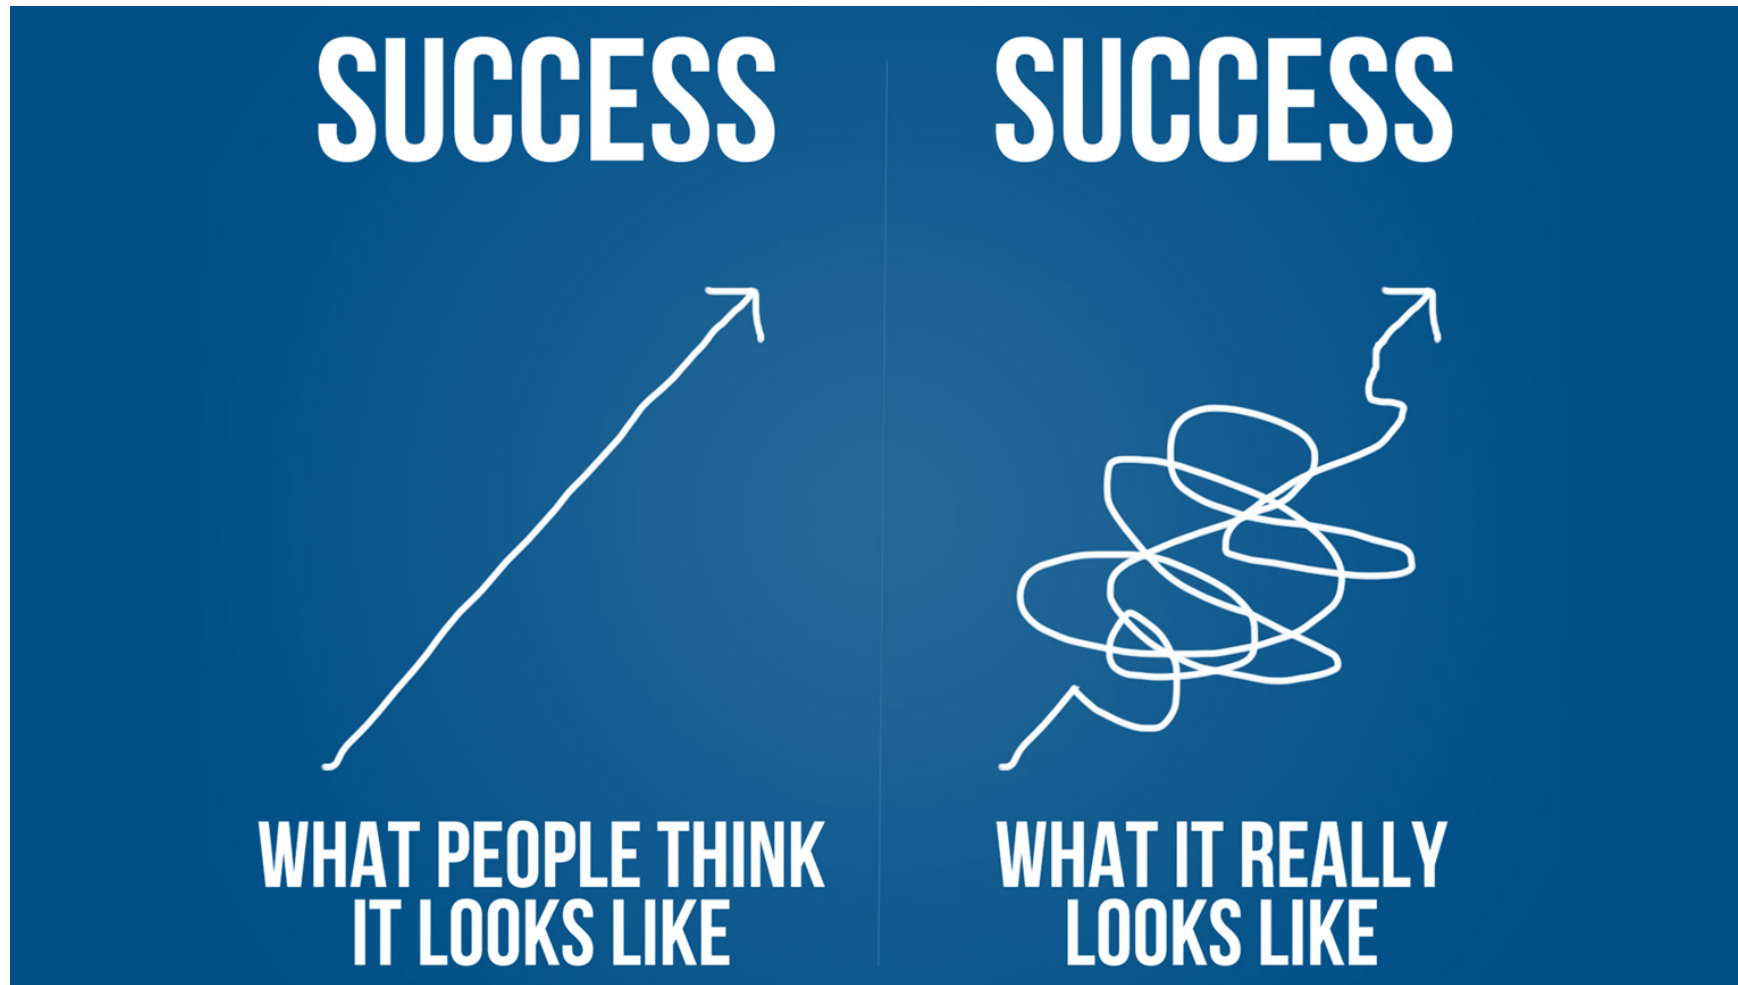 SUCCESS
WHAT PEOPLE THINK
IT LOOKS LIKE
SUCCESS
WHAT IT REALLY
LOOKS LIKE